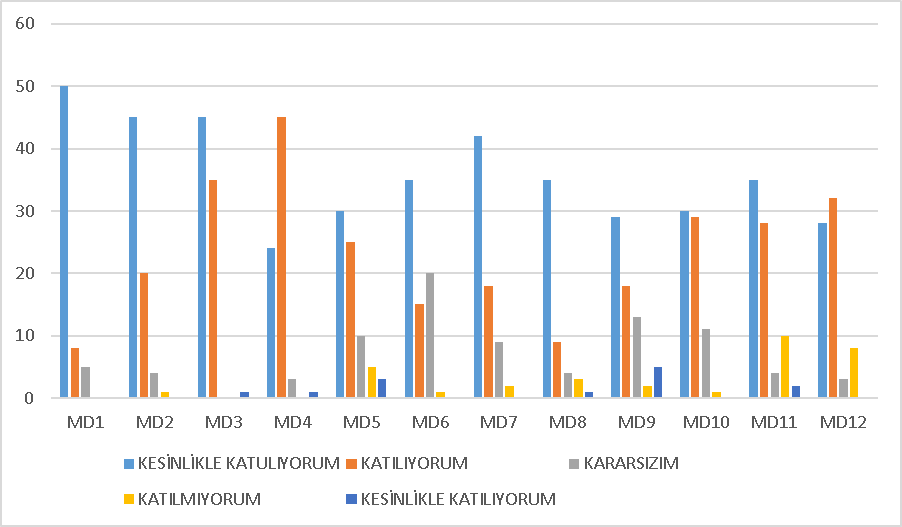 60
50
40
30
20
10
0
MD1 MD2 MD3 MD4 MD5 MD6 MD7 MD8 MD9 MD10 MD11 MD12
KESİNLİKLE KATULIYORUM KATILIYORUM KARARSIZIM
KATILMIYORUM KESİNLİKLE KATILIYORUM